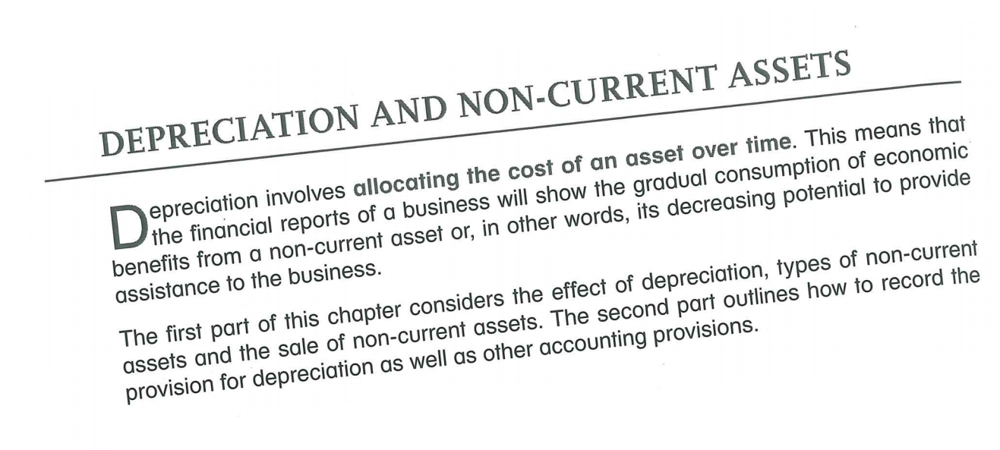 DEPRECIATION AND NON-CURRENT ASSETS
Depreciation involves allocating the cost of an asset over time. This means that
the financial reports of a business will show the gradual consumption of economic
benefits from a non-current asset or, in other words, its decreasing potential to provide
assistance to the business.
The first part of this chapter considers the effect of depreciation, types of non-current
assets and the sale of non-current assets. The second part outlines how to record the
provision for depreciation as well as other accounting provisions.